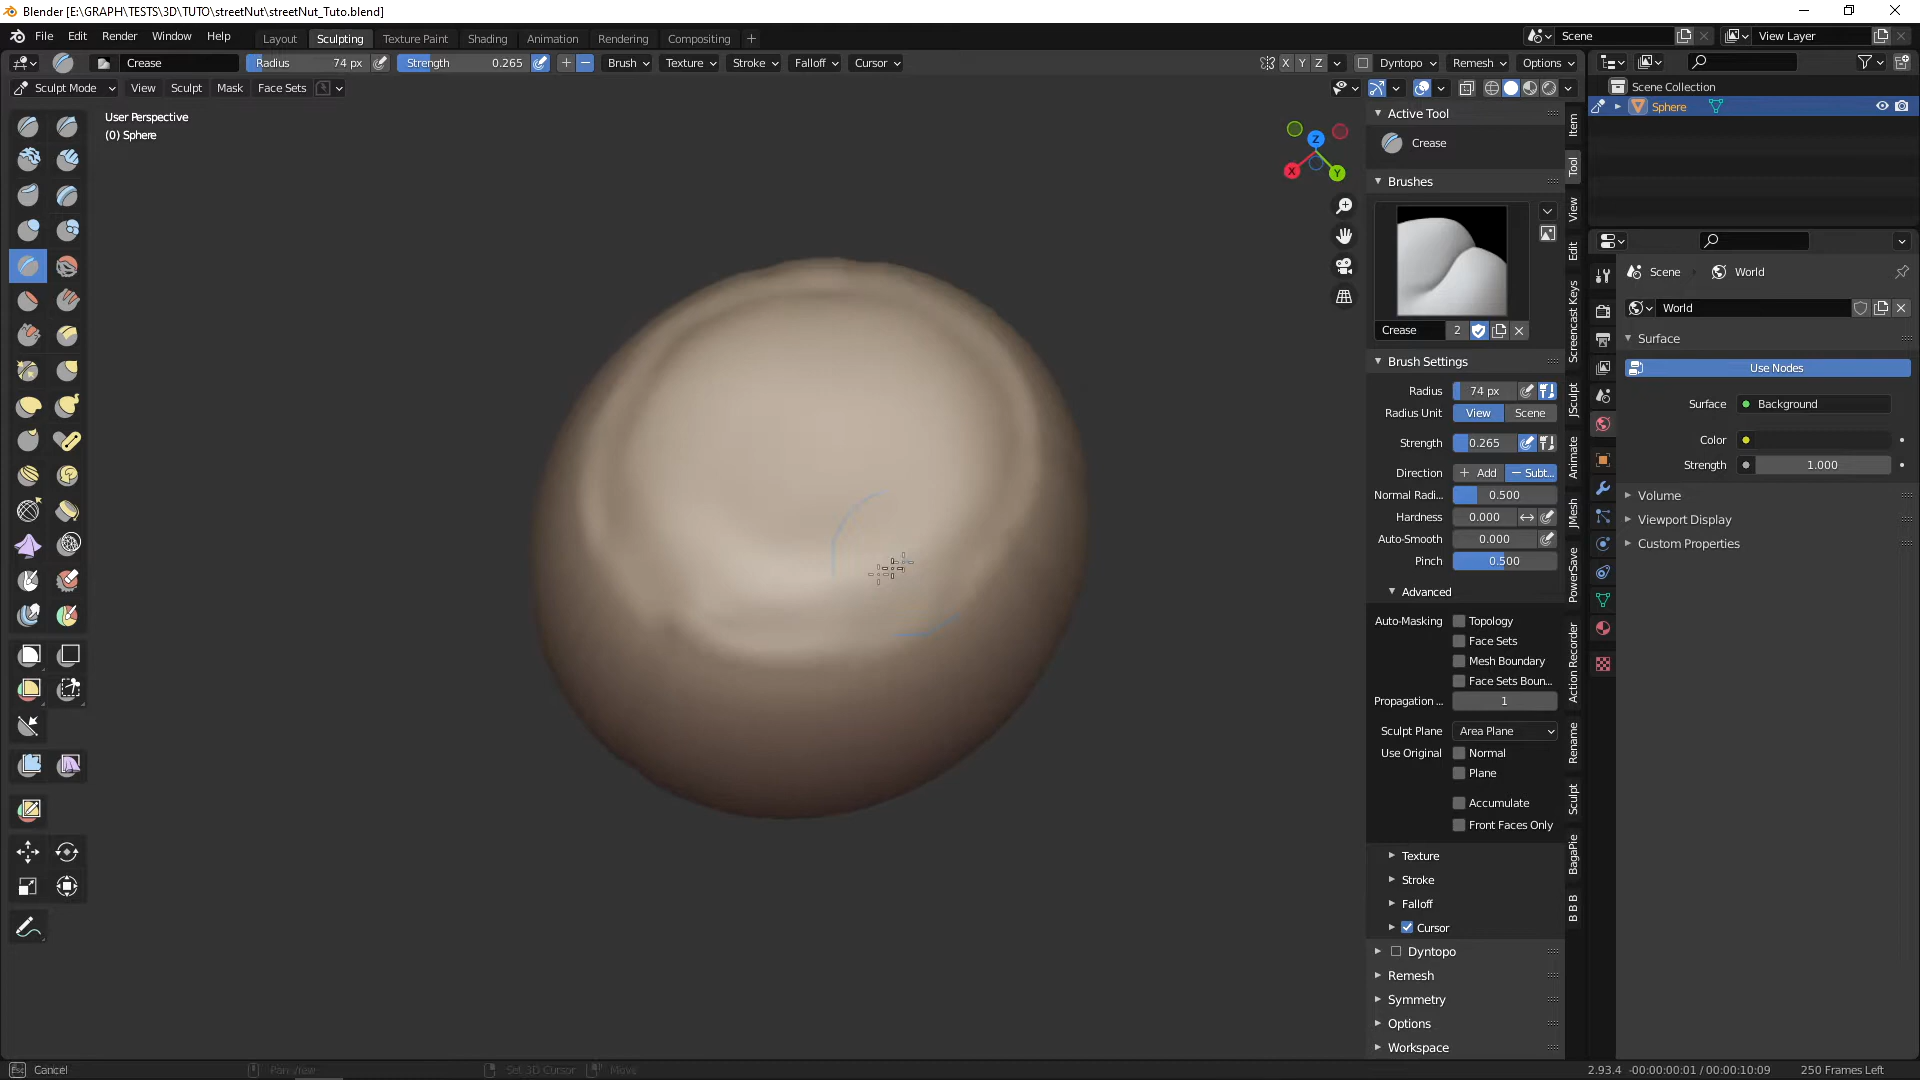 Blender [E:\GRAPH\TESTS\3D\TUTO\streetNut\streetNut_Tuto.blend]
File Edit Render Window Help Layout Sculpting Texture Paint Shading Animation Rendering Compositing + Scene View Layer
Crease Radius 74 px Strength 0.265 + − Brush Texture Stroke Falloff Cursor X Y Z Dyntopo Remesh Options
Sculpt Mode View Sculpt Mask Face Sets
User Perspective
(0) Sphere
Z
X
Y
Active Tool
Crease
Brushes
Crease 2
Brush Settings
Radius 74 px
Radius Unit View Scene
Strength 0.265
Direction + Add − Subt...
Normal Radi... 0.500
Hardness 0.000
Auto-Smooth 0.000
Pinch 0.500
Advanced
Auto-Masking Topology
Face Sets
Mesh Boundary
Face Sets Boun...
Propagation ... 1
Sculpt Plane Area Plane
Use Original Normal
Plane
Accumulate
Front Faces Only
Texture
Stroke
Falloff
Cursor
Dyntopo
Remesh
Symmetry
Options
Workspace
Item
Tool
View
Edit
Screencast Keys
JSculpt
Animate
JMesh
PowerSave
Action Recorder
Rename
Sculpt
BagaPie
B B B
Scene Collection
Sphere
Scene World
World
Surface
Use Nodes
Surface Background
Color
Strength 1.000
Volume
Viewport Display
Custom Properties
Esc Cancel Pan View Set 3D Cursor Move 2.93.4 -00:00:00:01 / 00:00:10:09 250 Frames Left